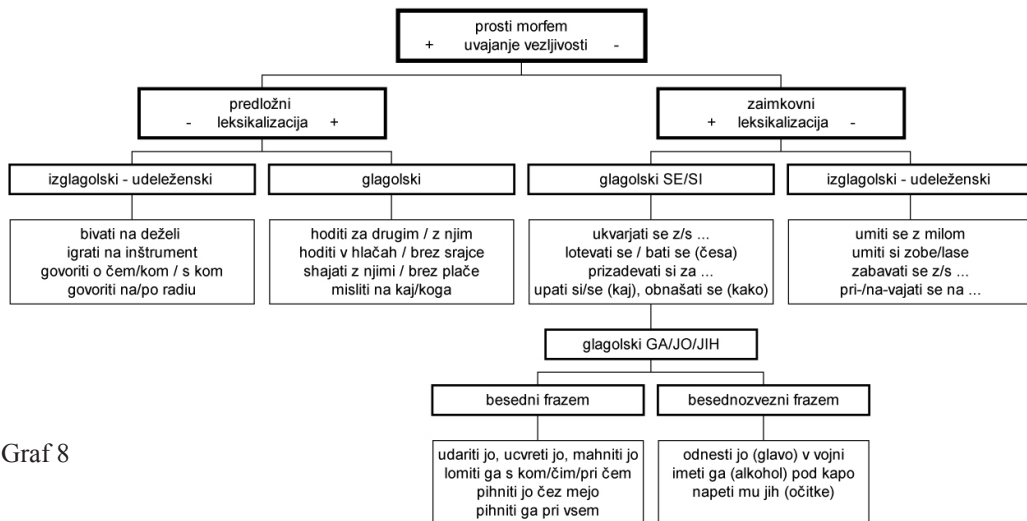 prosti morfem
+ uvajanje vezljivosti -
predložni
- leksikalizacija +
zaimkovni
+ leksikalizacija -
izglagolski - udeleženski
glagolski
glagolski SE/SI
izglagolski - udeleženski
bivati na deželi
igrati na inštrument
govoriti o čem/kom / s kom
govoriti na/po radiu
hoditi za drugim / z njim
hoditi v hlačah / brez srajce
shajati z njimi / brez plače
misliti na kaj/koga
ukvarjati se z/s ...
lotevati se / bati se (česa)
prizadevati si za ...
upati si/se (kaj), obnašati se (kako)
umiti se z milom
umiti si zobe/lase
zabavati se z/s ...
pri-/na-vajati se na ...
glagolski GA/JO/JIH
besedni frazem
besednozvezni frazem
udariti jo, ucvreti jo, mahniti jo
lomiti ga s kom/čim/pri čem
pihniti jo čez mejo
pihniti ga pri vsem
odnesti jo (glavo) v vojni
imeti ga (alkohol) pod kapo
napeti mu jih (očitke)
Graf 8